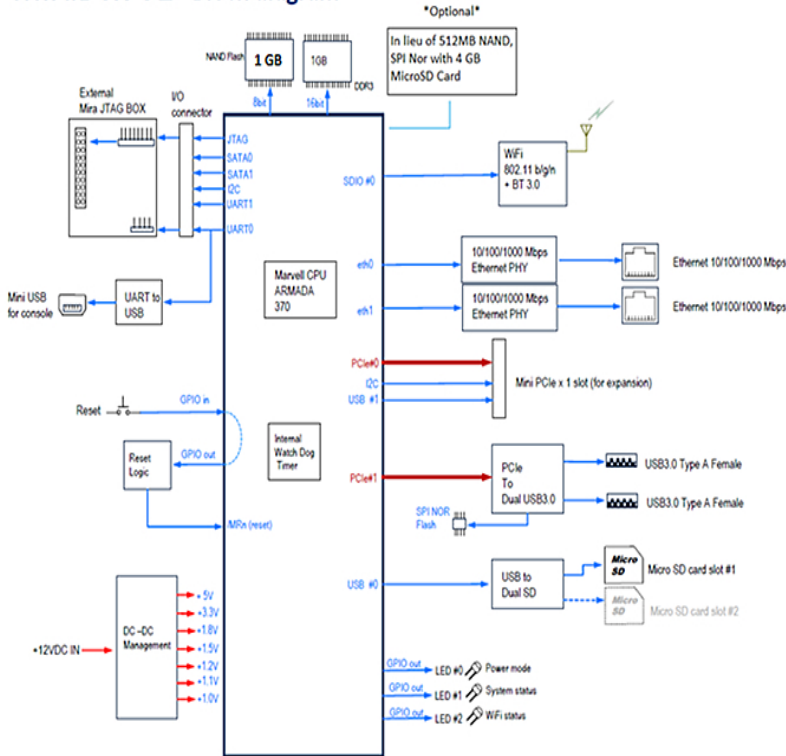 *Optional*
In lieu of 512MB NAND,
SPI Nor with 4 GB
MicroSD Card
NAND Flash
1 GB
1GB
DDR3
8bit
16bit
External
Mira JTAG BOX
I/O
connector
JTAG
SATA0
SATA1
I2C
UART1
UART0
SDIO #0
WiFi
802.11 b/g/n
+ BT 3.0
Marvell CPU
ARMADA
370
eth0
10/100/1000 Mbps
Ethernet PHY
Ethernet 10/100/1000 Mbps
eth1
10/100/1000 Mbps
Ethernet PHY
Ethernet 10/100/1000 Mbps
Mini USB
for console
UART to
USB
PCIe#0
I2C
USB #1
Mini PCIe x 1 slot (for expansion)
Reset
GPIO in
Reset
Logic
GPIO out
Internal
Watch Dog
Timer
/MRn (reset)
PCIe#1
PCIe
To
Dual USB3.0
USB3.0 Type A Female
USB3.0 Type A Female
SPI NOR
Flash
USB #0
USB to
Dual SD
Micro
SD
Micro SD card slot #1
Micro
SD
Micro SD card slot #2
+12VDC IN
DC –DC
Management
+ 5V
+3.3V
+1.8V
+1.5V
+1.2V
+1.1V
+1.0V
GPIO out
LED #0
Power mode
GPIO out
LED #1
System status
GPIO out
LED #2
WiFi status